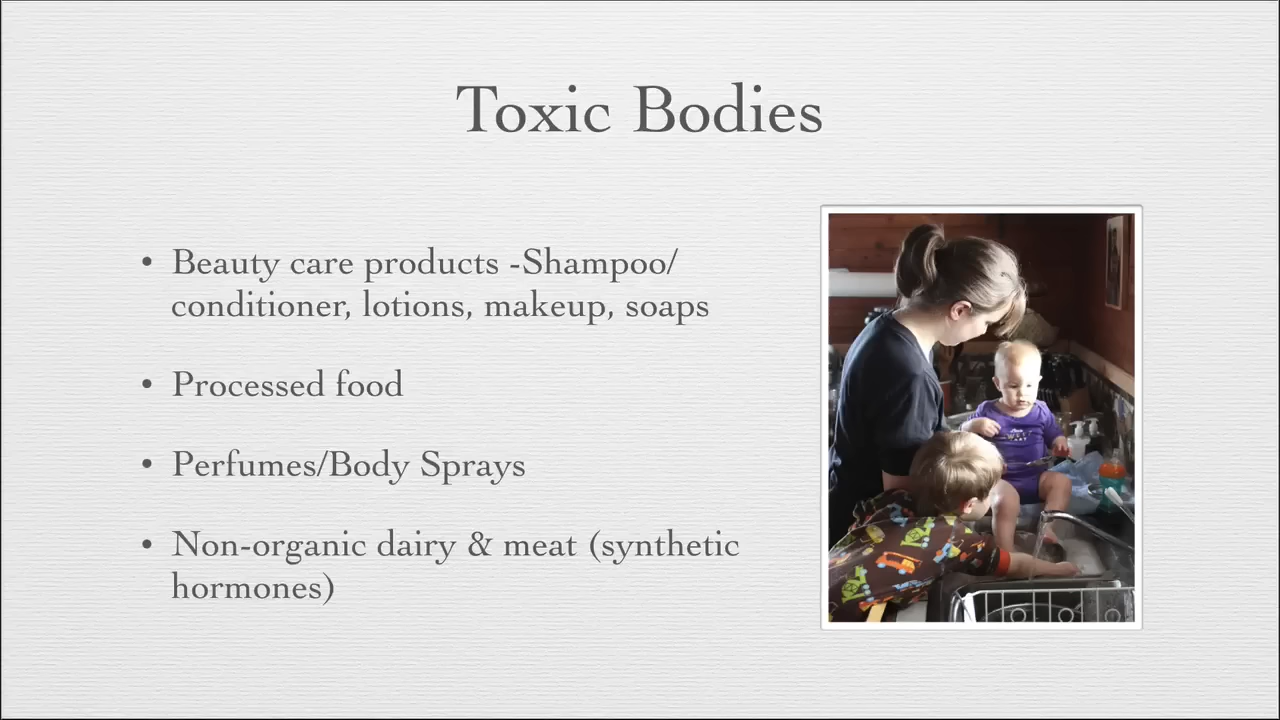 Toxic Bodies
• Beauty care products -Shampoo/
conditioner, lotions, makeup, soaps
• Processed food
• Perfumes/Body Sprays
• Non-organic dairy & meat (synthetic
hormones)